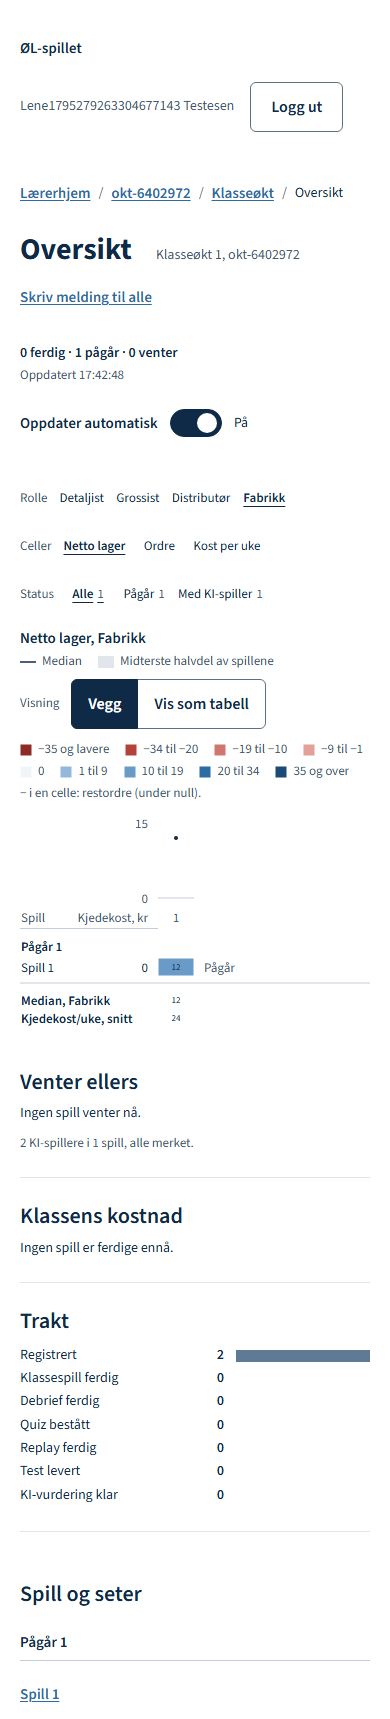 ØL-spillet
Lene1795279263304677143 Testesen Logg ut
Lærerhjem / okt-6402972 / Klasseøkt / Oversikt
Oversikt Klasseøkt 1, okt-6402972
Skriv melding til alle
0 ferdig · 1 pågår · 0 venter
Oppdatert 17:42:48
Oppdater automatisk På
Rolle Detaljist Grossist Distributør Fabrikk
Celler Netto lager Ordre Kost per uke
Status Alle 1 Pågår 1 Med KI-spiller 1
Netto lager, Fabrikk
Median Midterste halvdel av spillene
Visning Vegg Vis som tabell
−35 og lavere −34 til −20 −19 til −10 −9 til −1
0 1 til 9 10 til 19 20 til 34 35 og over
− i en celle: restordre (under null).
15
0
Spill Kjedekost, kr 1
Pågår 1
Spill 1 0 12 Pågår
Median, Fabrikk 12
Kjedekost/uke, snitt 24
Venter ellers
Ingen spill venter nå.
2 KI-spillere i 1 spill, alle merket.
Klassens kostnad
Ingen spill er ferdige ennå.
Trakt
Registrert 2
Klassespill ferdig 0
Debrief ferdig 0
Quiz bestått 0
Replay ferdig 0
Test levert 0
KI-vurdering klar 0
Spill og seter
Pågår 1
Spill 1